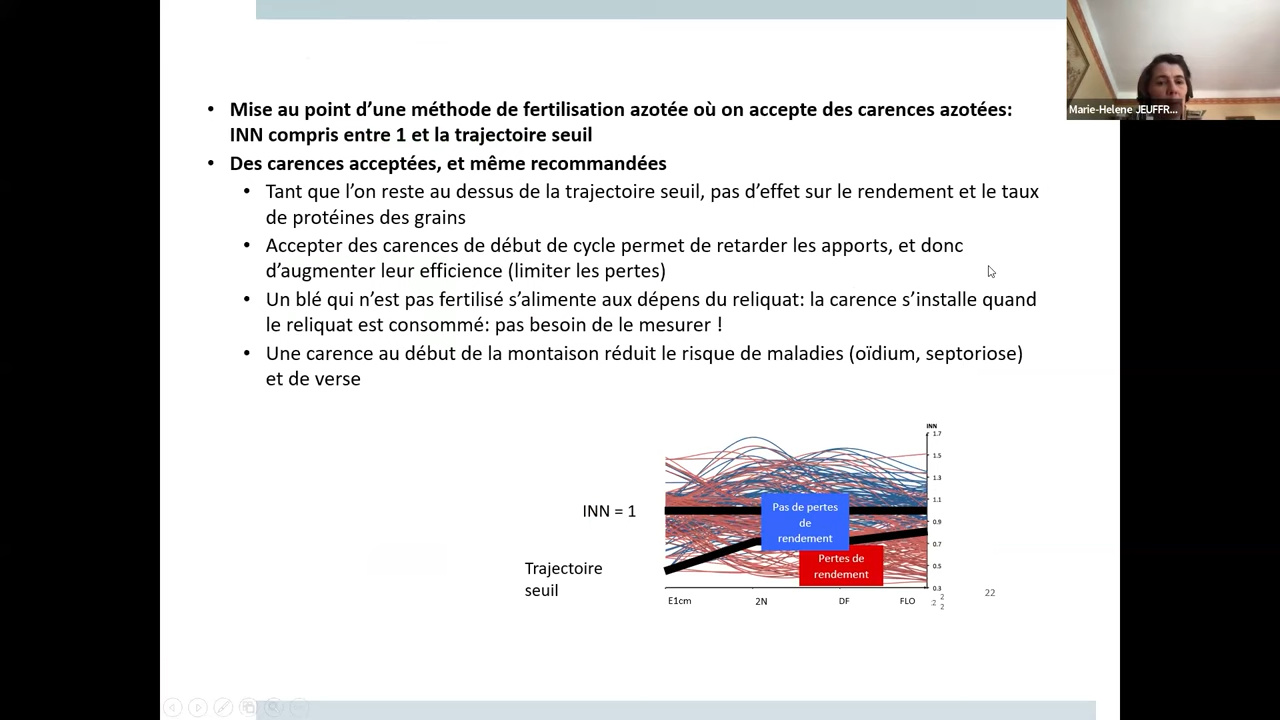 Marie-Helene JEUFFR...
• Mise au point d’une méthode de fertilisation azotée où on accepte des carences azotées:
INN compris entre 1 et la trajectoire seuil
• Des carences acceptées, et même recommandées
• Tant que l’on reste au dessus de la trajectoire seuil, pas d’effet sur le rendement et le taux
de protéines des grains
• Accepter des carences de début de cycle permet de retarder les apports, et donc
d’augmenter leur efficience (limiter les pertes)
• Un blé qui n’est pas fertilisé s’alimente aux dépens du reliquat: la carence s’installe quand
le reliquat est consommé: pas besoin de le mesurer !
• Une carence au début de la montaison réduit le risque de maladies (oïdium, septoriose)
et de verse
INN
1.7
1.5
1.3
1.1
0.9
0.7
0.5
0.3
INN = 1
Pas de pertes
de
rendement
Trajectoire
seuil
Pertes de
rendement
E1cm
2N
DF
FLO
2
2
2
22